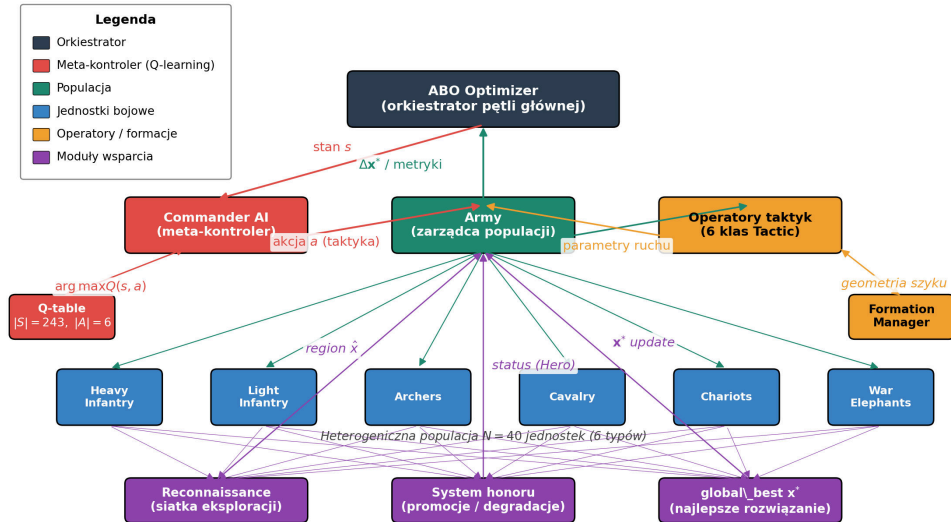 Legenda
Orkiestrator
Meta-kontroler (Q-learning)
Populacja
Jednostki bojowe
Operatory / formacje
Moduły wsparcia
ABO Optimizer
(orkiestrator pętli głównej)
stan s
Δx* / metryki
Commander AI
(meta-kontroler)
Army
(zarządca populacji)
Operatory taktyk
(6 klas Tactic)
akcja a (taktyka)
parametry ruchu
arg maxQ(s, a)
geometria szyku
Q-table
|S| = 243, |A| = 6
Formation
Manager
region x̂
status (Hero)
x* update
Heavy
Infantry
Light
Infantry
Archers
Cavalry
Chariots
War
Elephants
Heterogeniczna populacja N = 40 jednostek (6 typów)
Reconnaissance
(siatka eksploracji)
System honoru
(promocje / degradacje)
global\_best x*
(najlepsze rozwiązanie)